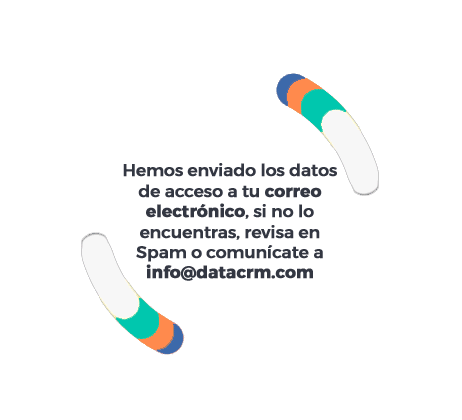 Hemos enviado los datos
de acceso a tu correo
electrónico, si no lo
encuentras, revisa en
Spam o comunícate a
info@datacrm.com